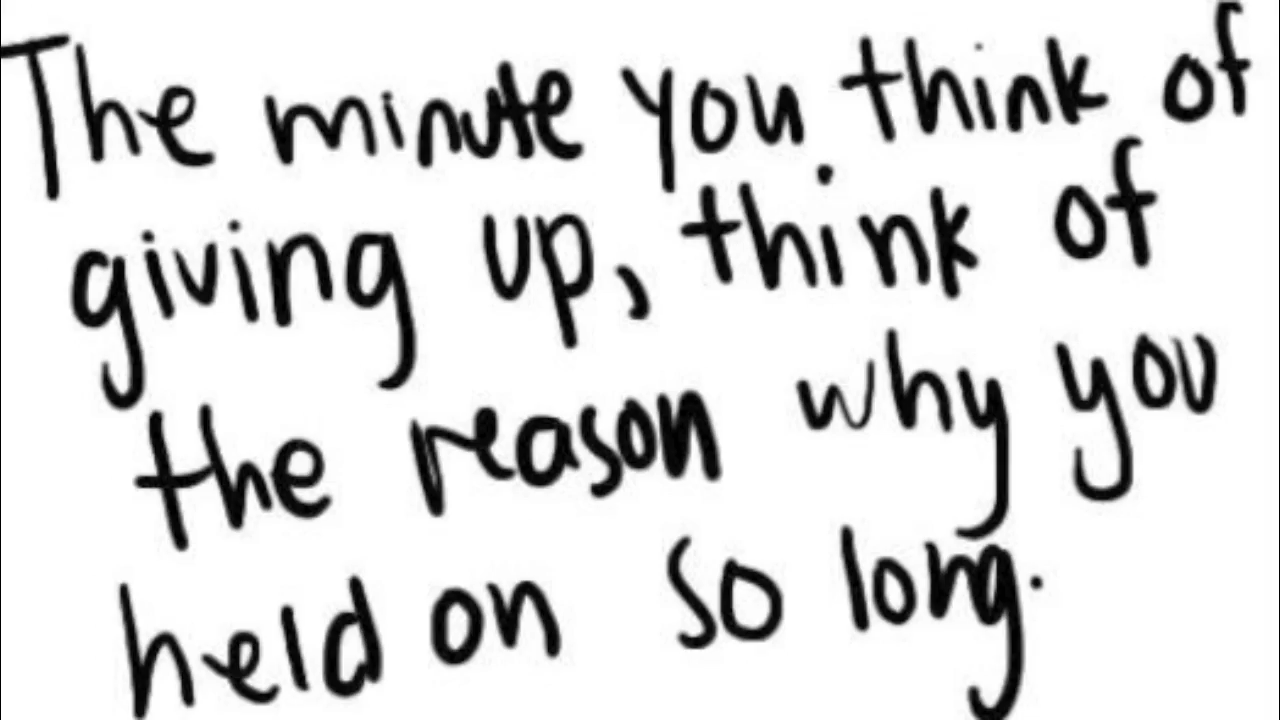 The minute you think of
giving up, think of
the reason why you
held on so long.